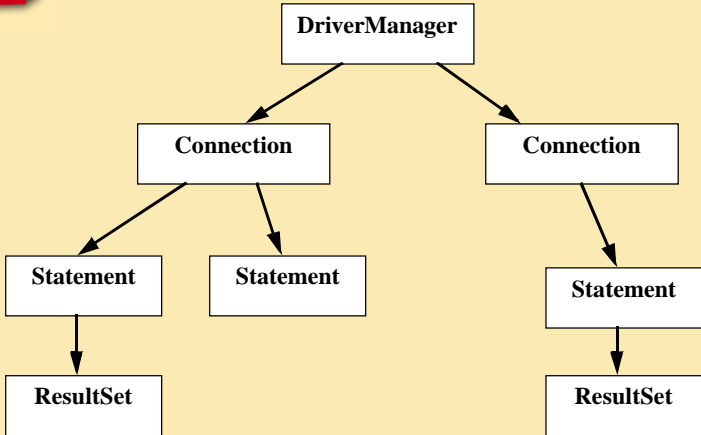 DriverManager
Connection
Connection
Statement
Statement
Statement
ResultSet
ResultSet